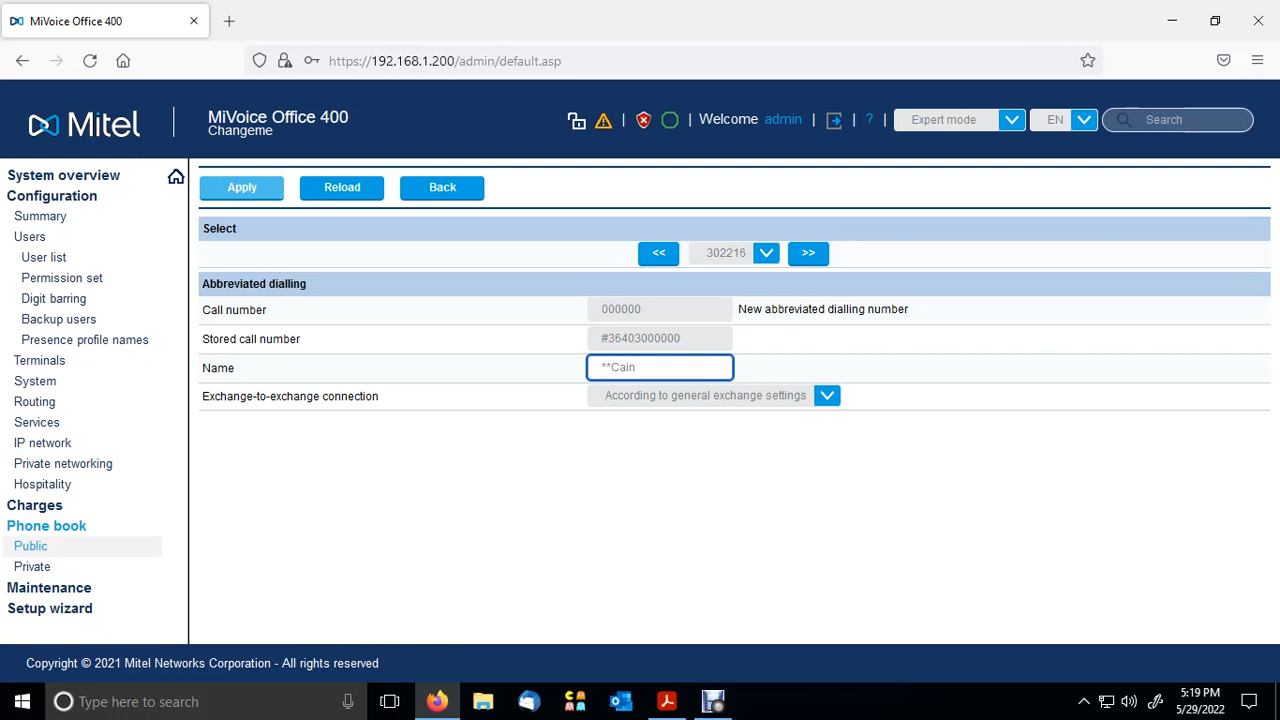 MiVoice Office 400
https://192.168.1.200/admin/default.asp
Mitel
MiVoice Office 400
Changeme
| | Welcome admin | ? | Expert mode EN Search
System overview
Configuration
Summary
Users
User list
Permission set
Digit barring
Backup users
Presence profile names
Terminals
System
Routing
Services
IP network
Private networking
Hospitality
Charges
Phone book
Public
Private
Maintenance
Setup wizard
Apply Reload Back
Select
<< 302216 >>
Abbreviated dialling
Call number 000000 New abbreviated dialling number
Stored call number #36403000000
Name **Cain
Exchange-to-exchange connection According to general exchange settings
Copyright © 2021 Mitel Networks Corporation - All rights reserved
Type here to search
5:19 PM
5/29/2022